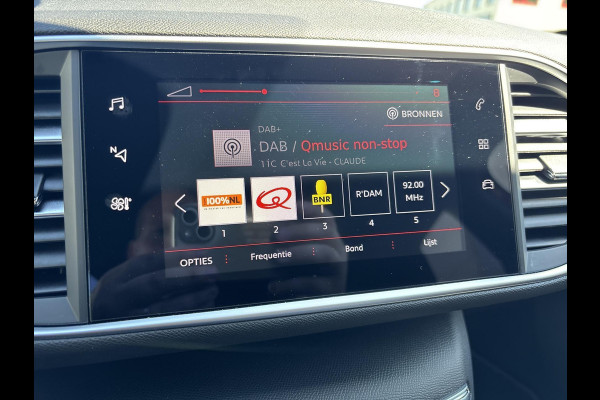 8
BRONNEN
DAB+
DAB / Qmusic non-stop
C'est La Vie - CLAUDE
N
100%NL
Q
BNR
R'DAM
92.00
MHz
1
2
3
4
5
OPTIES
Frequentie
Band
Lijst